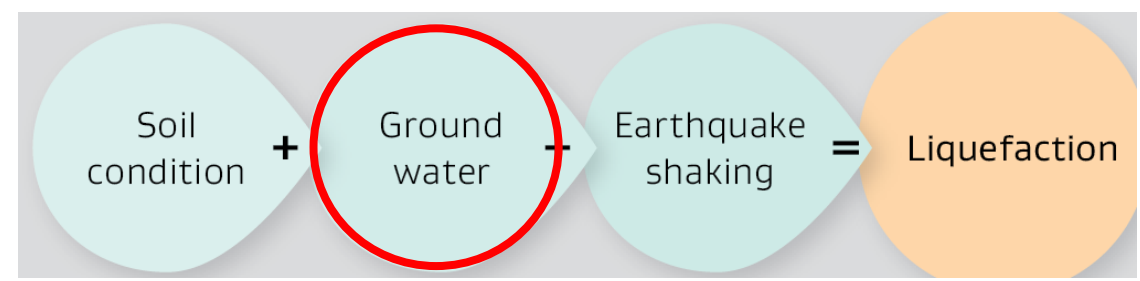 Soil
condition
+
Ground
water
+
Earthquake
shaking
=
Liquefaction